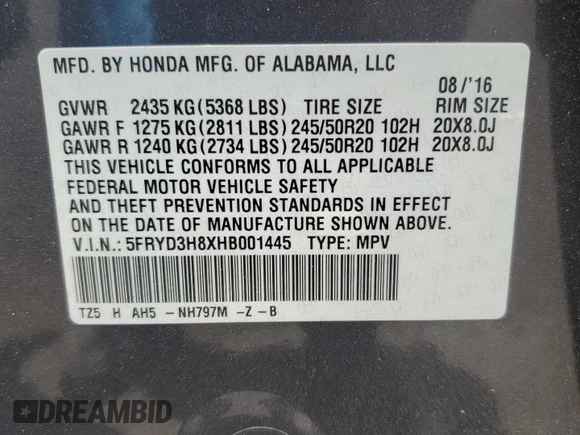 MFD. BY HONDA MFG. OF ALABAMA, LLC
08/'16
GVWR 2435 KG(5368 LBS) TIRE SIZE RIM SIZE
GAWR F 1275 KG(2811 LBS)245/50R20 102H 20X8.0J
GAWR R 1240 KG(2734 LBS)245/50R20 102H 20X8.0J
THIS VEHICLE CONFORMS TO ALL APPLICABLE
FEDERAL MOTOR VEHICLE SAFETY
AND THEFT PREVENTION STANDARDS IN EFFECT
ON THE DATE OF MANUFACTURE SHOWN ABOVE.
V.I.N.: 5FRYD3H8XHB001445 TYPE: MPV
TZ5 H AH5 -NH797M -Z-B
DREAMBID